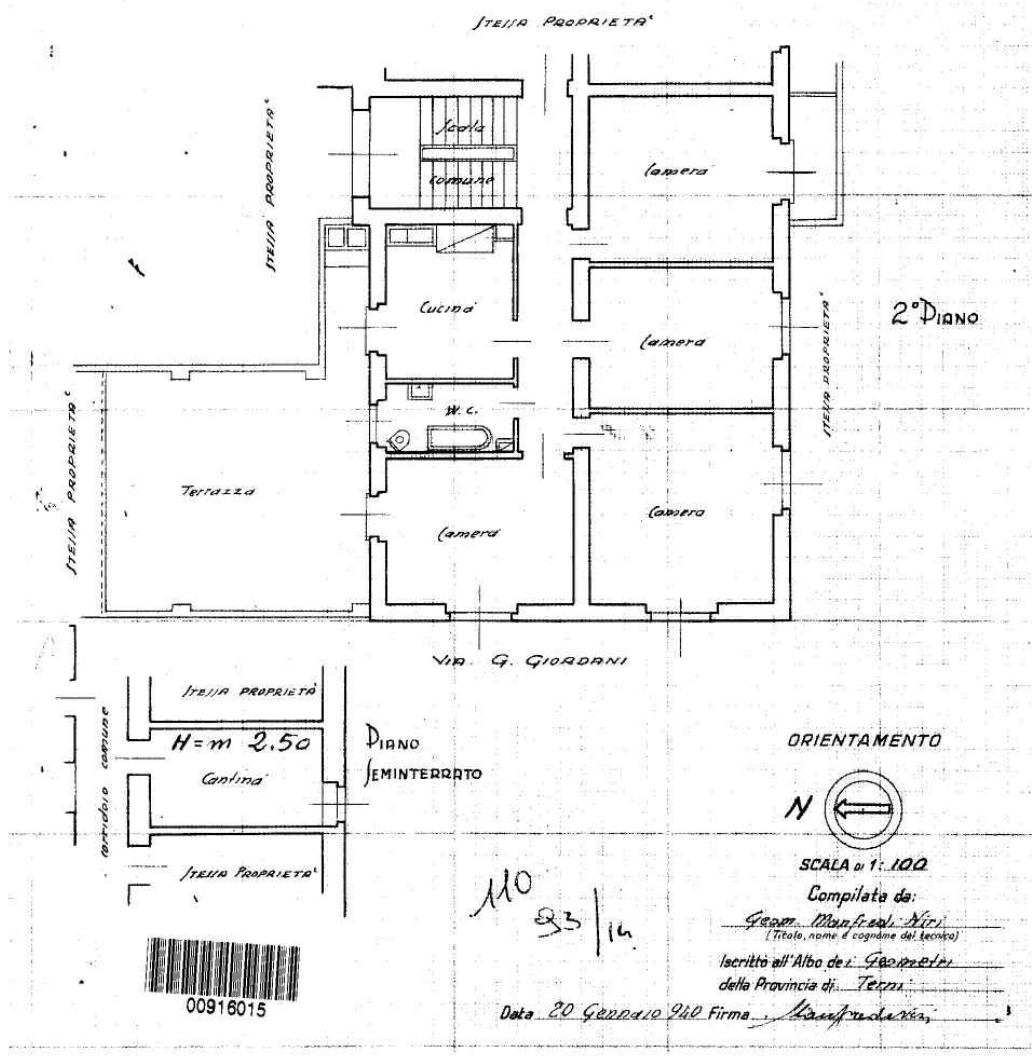 STESSA PROPRIETA'
STESSA PROPRIETA'
Scala
comune
Camera
Cucina
Camera
2° PIANO
STESSA PROPRIETA'
W.C.
STESSA PROPRIETA'
Terrazza
Camera
Camera
VIA G. GIORDANI
STESSA PROPRIETA'
H=m 2.50
Cantina
PIANO
SEMINTERRATO
corridoio comune
STESSA PROPRIETA'
ORIENTAMENTO
N
SCALA DI 1: 100
Compilata da:
Geom. Manfredi
(Titolo, nome e cognome del tecnico)
Iscritto all'Albo dei Geometri
della Provincia di Terni
Data 20 Gennaio 940 Firma
110
93
00916015